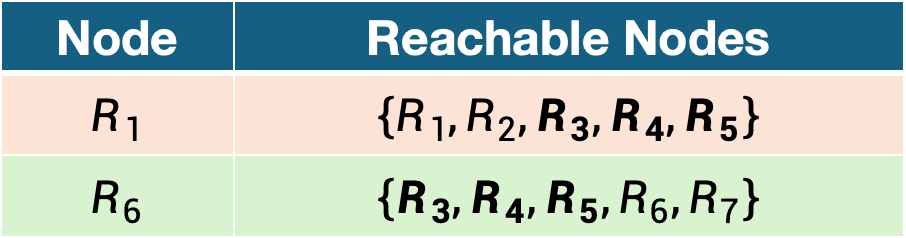 Node Reachable Nodes
R₁ {R₁, R₂, R₃, R₄, R₅}
R₆ {R₃, R₄, R₅, R₆, R₇}